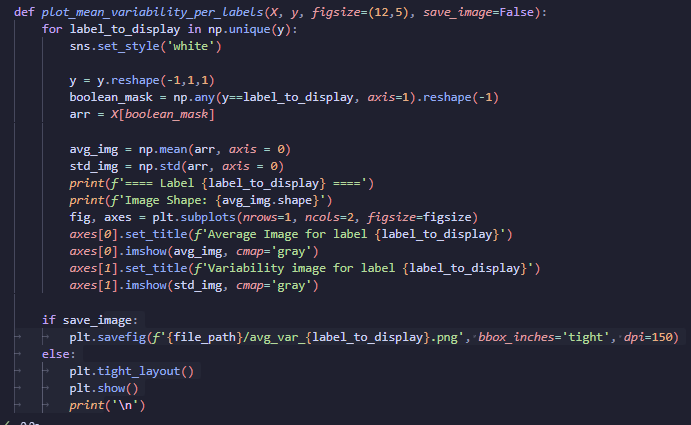 def plot_mean_variability_per_labels(X, y, figsize=(12,5), save_image=False):
    for label_to_display in np.unique(y):
        sns.set_style('white')

        y = y.reshape(-1,1,1)
        boolean_mask = np.any(y==label_to_display, axis=1).reshape(-1)
        arr = X[boolean_mask]

        avg_img = np.mean(arr, axis = 0)
        std_img = np.std(arr, axis = 0)
        print(f'==== Label {label_to_display} ====')
        print(f'Image Shape: {avg_img.shape}')
        fig, axes = plt.subplots(nrows=1, ncols=2, figsize=figsize)
        axes[0].set_title(f'Average Image for label {label_to_display}')
        axes[0].imshow(avg_img, cmap='gray')
        axes[1].set_title(f'Variability image for label {label_to_display}')
        axes[1].imshow(std_img, cmap='gray')

    if save_image:
        plt.savefig(f'{file_path}/avg_var_{label_to_display}.png', bbox_inches='tight', dpi=150)
    else:
        plt.tight_layout()
        plt.show()
        print('\n')